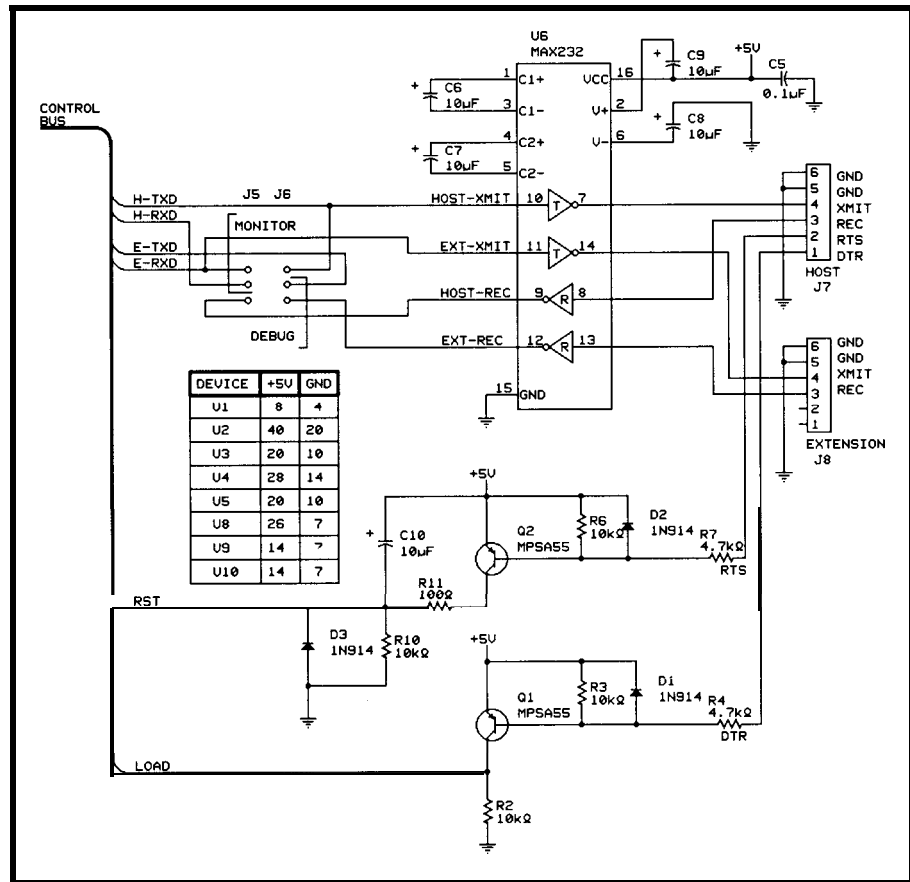 U6
MAX232
CONTROL
BUS
+
C6
10µF
+
C7
10µF
1 C1+
3 C1-
4 C2+
5 C2-
VCC 16
V+ 2
V- 6
+
C9
10µF
+5V
C5
0.1µF
+
C8
10µF
H-TXD
H-RXD
E-TXD
E-RXD
J5 J6
MONITOR
DEBUG
HOST-XMIT 10 T 7
EXT-XMIT 11 T 14
HOST-REC 9 R 8
EXT-REC 12 R 13
15 GND
6 GND
5 GND
4 XMIT
3 REC
2 RTS
1 DTR
HOST
J7
6 GND
5 GND
4 XMIT
3 REC
2
1
EXTENSION
J8
DEVICE +5V GND
U1 8 4
U2 40 20
U3 20 10
U4 28 14
U5 20 10
U8 26 7
U9 14 7
U10 14 7
+5V
+
C10
10µF
Q2
MPSA55
R6
10kΩ
D2
1N914
R7
4.7kΩ
RTS
R11
100Ω
RST
D3
1N914
R10
10kΩ
+5V
Q1
MPSA55
R3
10kΩ
D1
1N914
R4
4.7kΩ
DTR
LOAD
R2
10kΩ